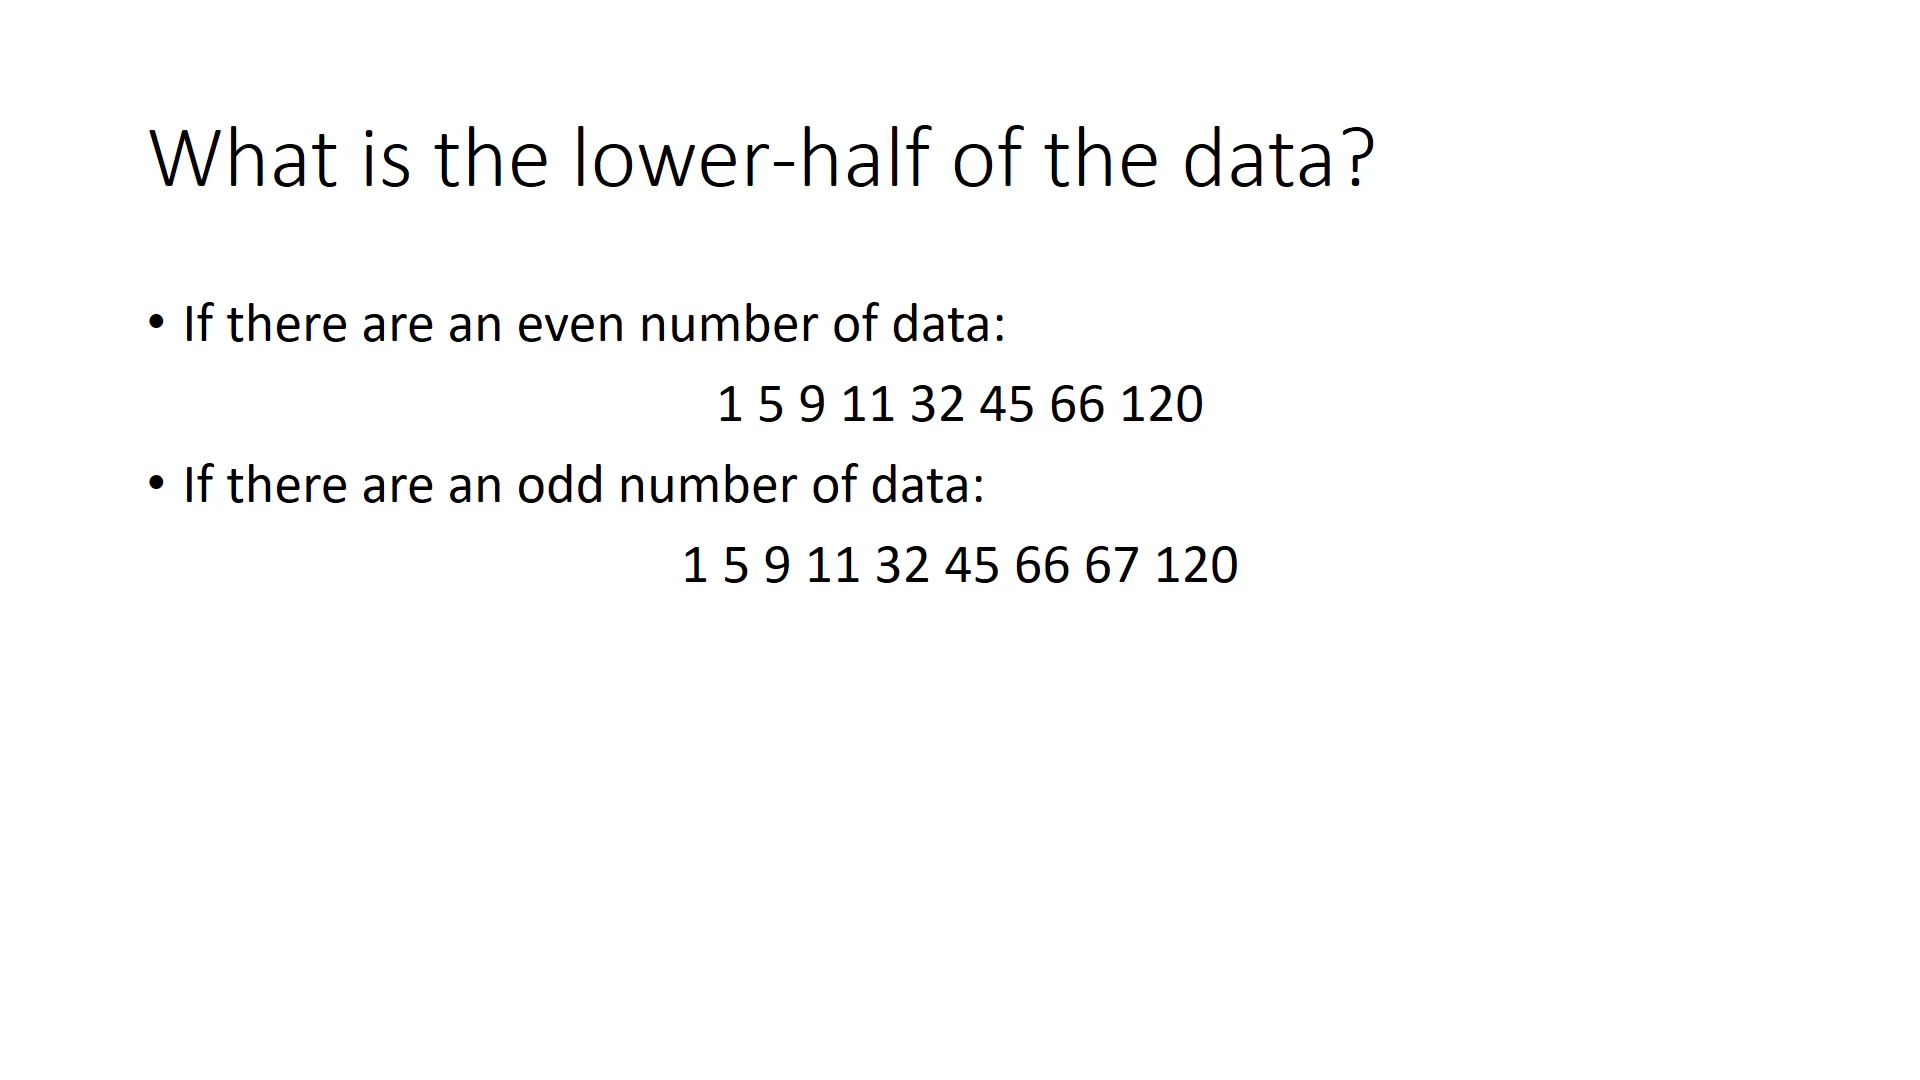 What is the lower-half of the data?
• If there are an even number of data:
1 5 9 11 32 45 66 120
• If there are an odd number of data:
1 5 9 11 32 45 66 67 120